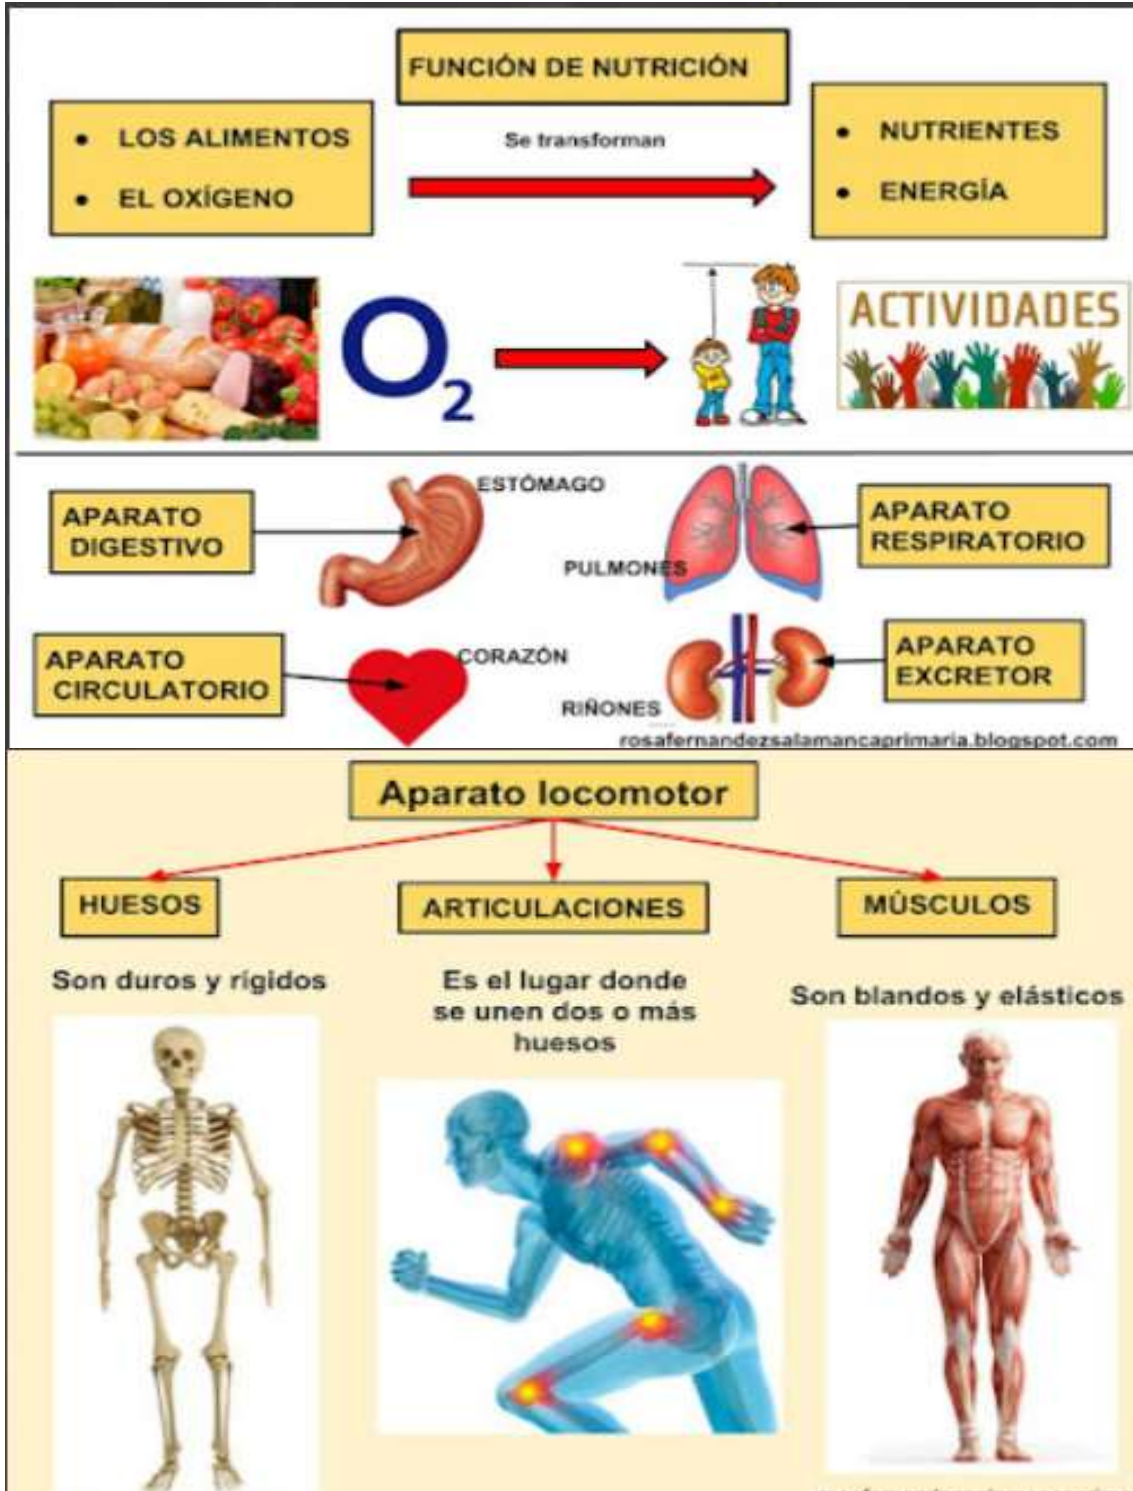 FUNCIÓN DE NUTRICIÓN
• LOS ALIMENTOS
• EL OXÍGENO
Se transforman
• NUTRIENTES
• ENERGÍA
O2
ACTIVIDADES
APARATO
DIGESTIVO
ESTÓMAGO
PULMONES
APARATO
RESPIRATORIO
APARATO
CIRCULATORIO
CORAZÓN
RIÑONES
APARATO
EXCRETOR
rosafernandezsalamancaprimaria.blogspot.com
Aparato locomotor
HUESOS
Son duros y rígidos
ARTICULACIONES
Es el lugar donde
se unen dos o más
huesos
MÚSCULOS
Son blandos y elásticos